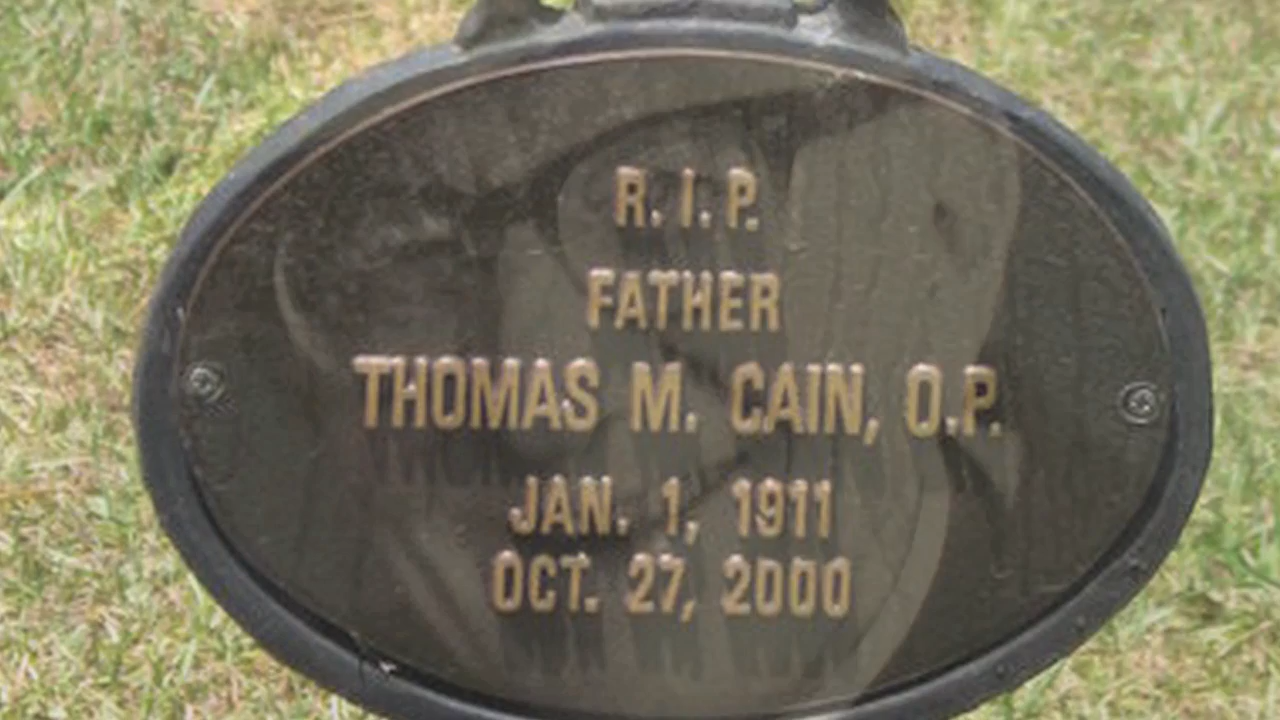 R. I. P.
FATHER
THOMAS M. CAIN, O.P.
JAN. 1, 1911
OCT. 27, 2000